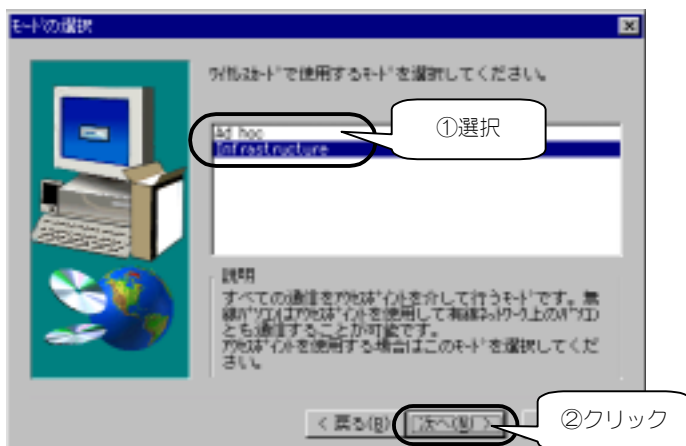 モードの選択
ワイヤレスカードで使用するモードを選択してください。
Ad hoc
Infrastructure
①選択
説明
すべての通信をアクセスポイントを介して行うモードです。無
線パソコンはアクセスポイントを使用して有線ネットワーク上のパソコン
とも通信することが可能です。
アクセスポイントを使用する場合はこのモードを選択してくだ
さい。
< 戻る(B)
次へ(N) >
②クリック